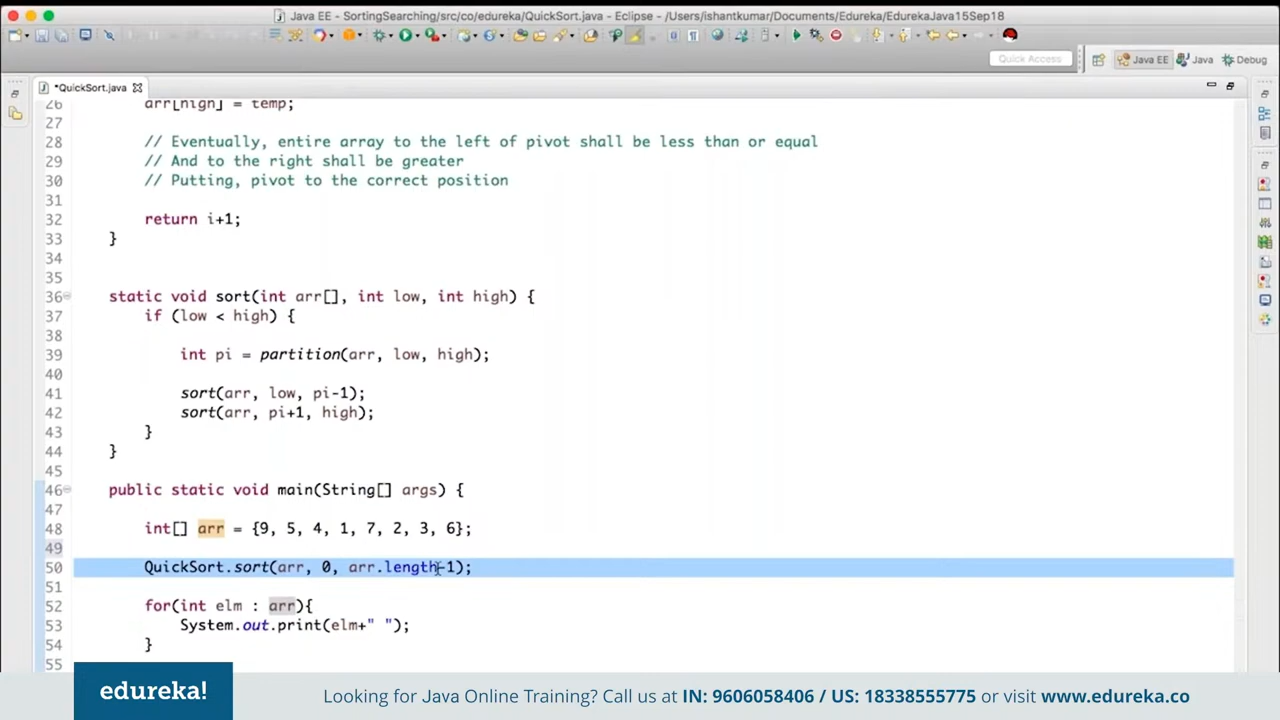 Java EE - SortingSearching/src/co/edureka/QuickSort.java - Eclipse - /Users/ishantkumar/Documents/Edureka/EdurekaJava15Sep18
Quick Access
Java EE
Java
Debug
*QuickSort.java
26 arr[high] = temp;
27
28 // Eventually, entire array to the left of pivot shall be less than or equal
29 // And to the right shall be greater
30 // Putting, pivot to the correct position
31
32 return i+1;
33 }
34
35
36 static void sort(int arr[], int low, int high) {
37 if (low < high) {
38
39 int pi = partition(arr, low, high);
40
41 sort(arr, low, pi-1);
42 sort(arr, pi+1, high);
43 }
44 }
45
46 public static void main(String[] args) {
47
48 int[] arr = {9, 5, 4, 1, 7, 2, 3, 6};
49
50 QuickSort.sort(arr, 0, arr.length-1);
51
52 for(int elm : arr){
53 System.out.print(elm+" ");
54 }
55
edureka!
Looking for Java Online Training? Call us at IN: 9606058406 / US: 18338555775 or visit www.edureka.co